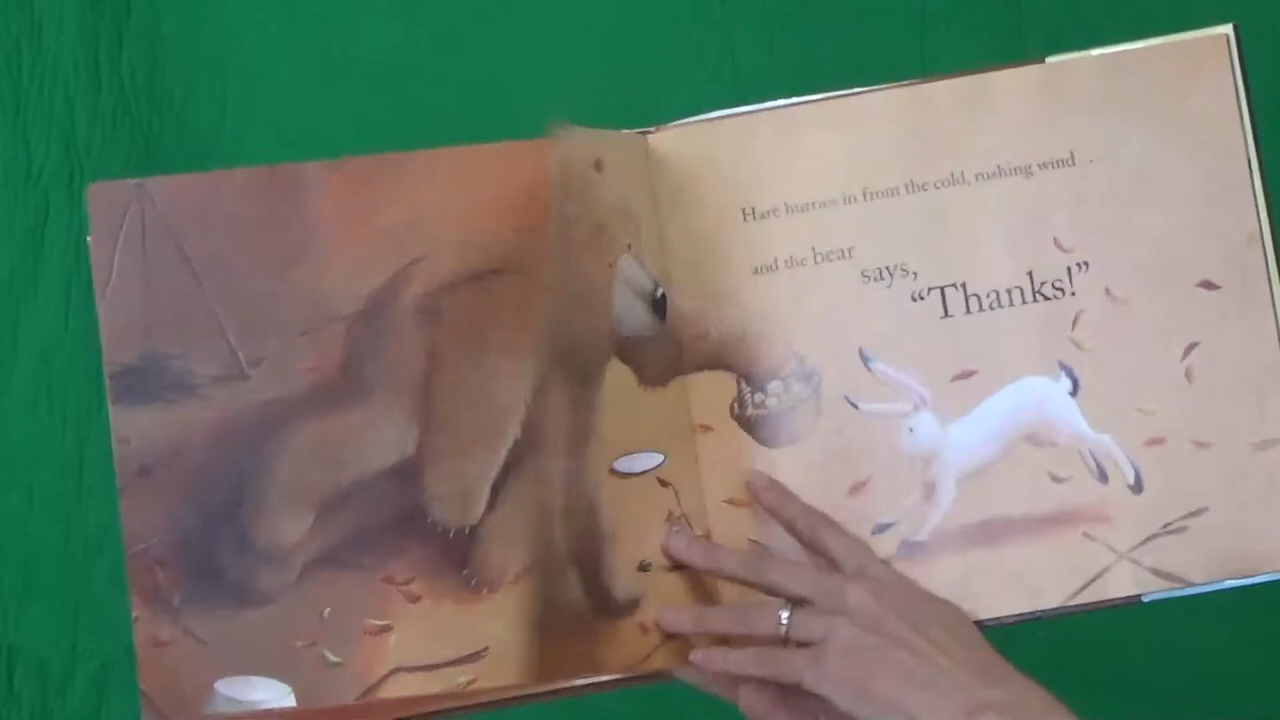 Hare hurries in from the cold, rushing wind . .
and the bear
says,
“Thanks!”